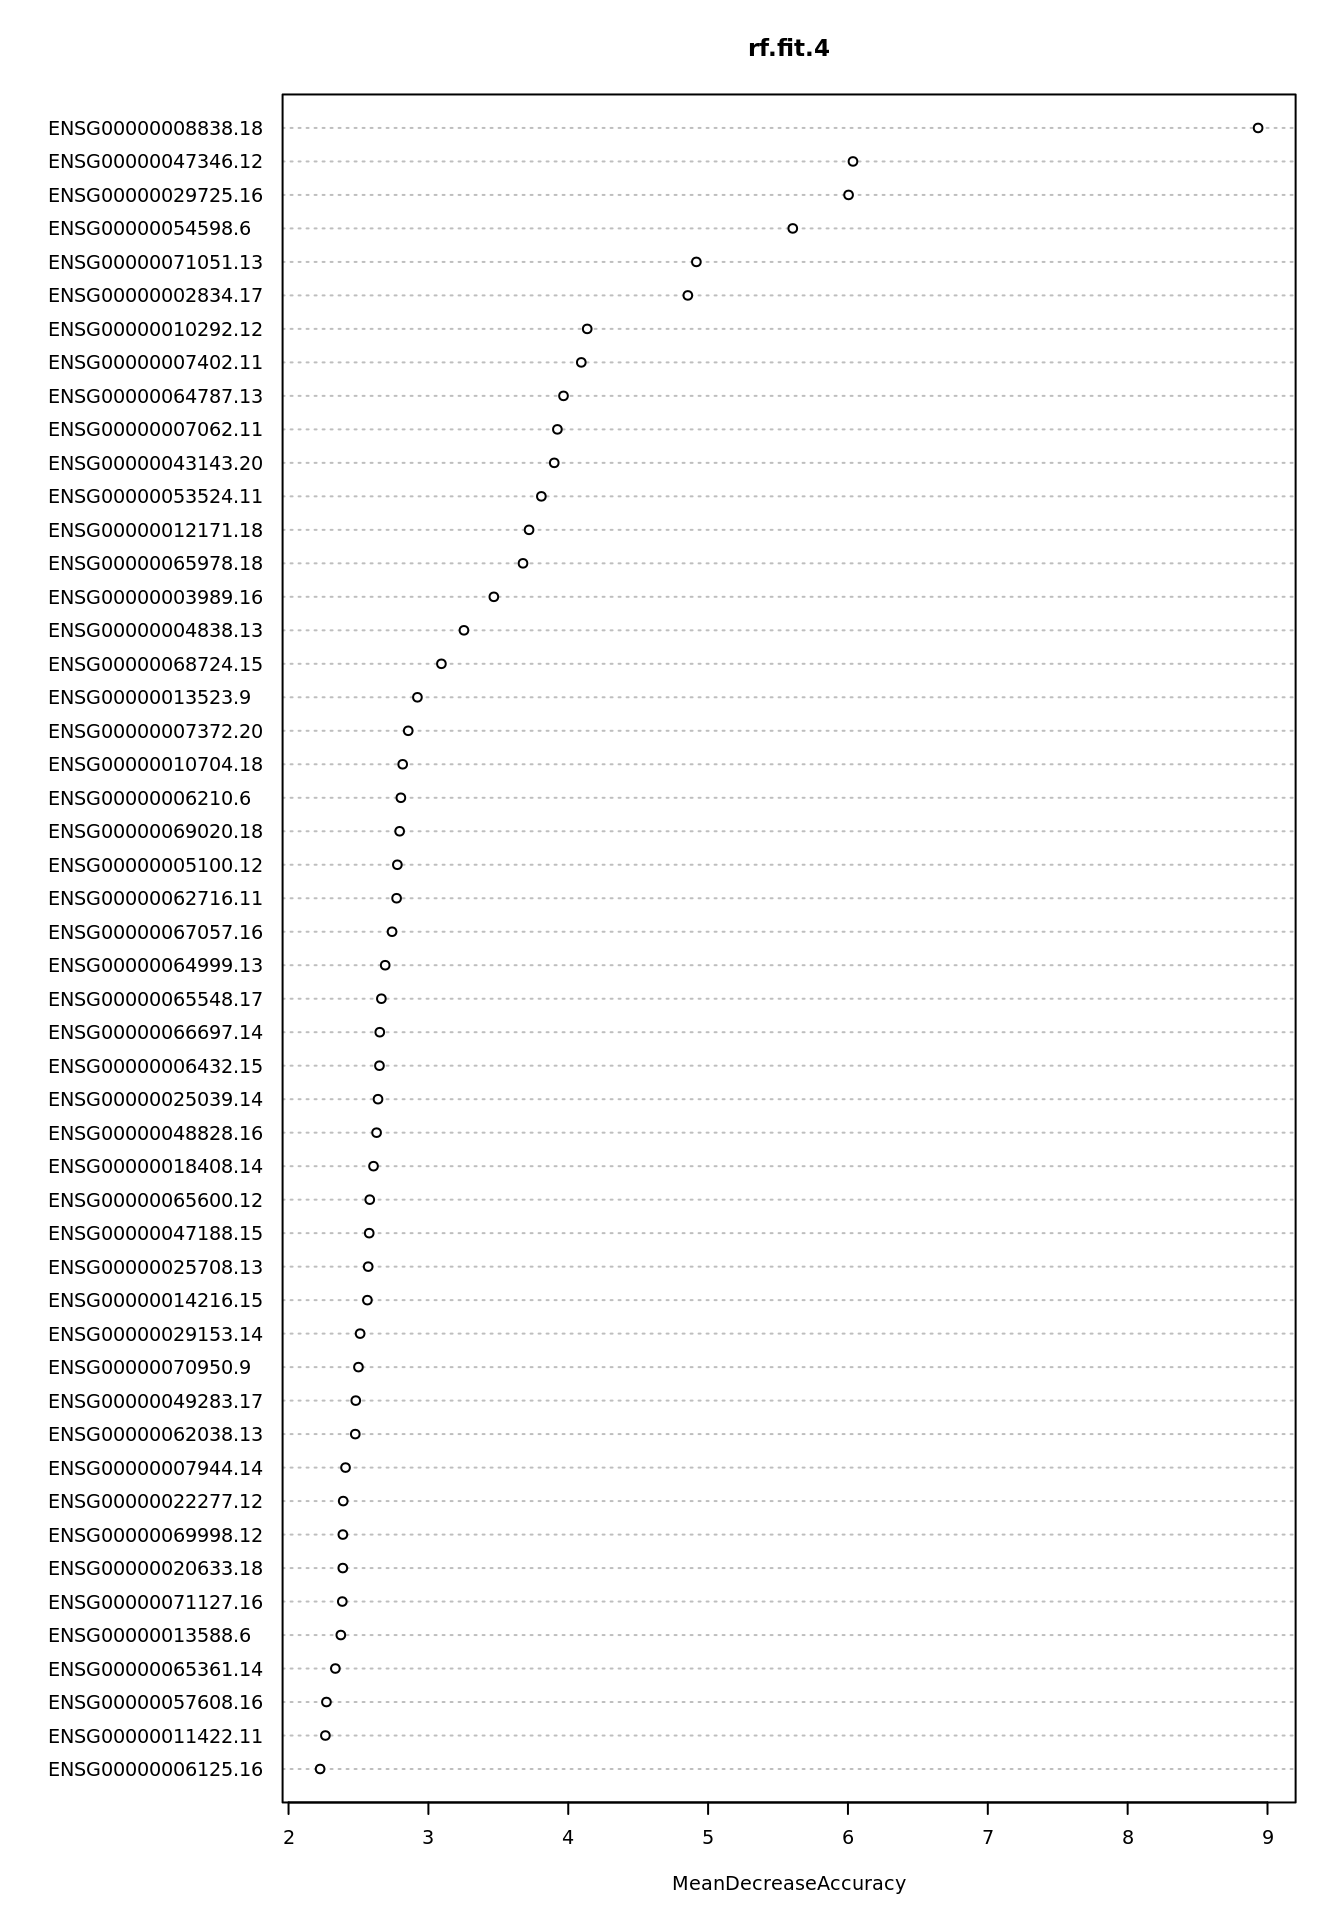 rf.fit.4
ENSG00000008838.18
ENSG00000047346.12
ENSG00000029725.16
ENSG00000054598.6
ENSG00000071051.13
ENSG00000002834.17
ENSG00000010292.12
ENSG00000007402.11
ENSG00000064787.13
ENSG00000007062.11
ENSG00000043143.20
ENSG00000053524.11
ENSG00000012171.18
ENSG00000065978.18
ENSG00000003989.16
ENSG00000004838.13
ENSG00000068724.15
ENSG00000013523.9
ENSG00000007372.20
ENSG00000010704.18
ENSG00000006210.6
ENSG00000069020.18
ENSG00000005100.12
ENSG00000062716.11
ENSG00000067057.16
ENSG00000064999.13
ENSG00000065548.17
ENSG00000066697.14
ENSG00000006432.15
ENSG00000025039.14
ENSG00000048828.16
ENSG00000018408.14
ENSG00000065600.12
ENSG00000047188.15
ENSG00000025708.13
ENSG00000014216.15
ENSG00000029153.14
ENSG00000070950.9
ENSG00000049283.17
ENSG00000062038.13
ENSG00000007944.14
ENSG00000022277.12
ENSG00000069998.12
ENSG00000020633.18
ENSG00000071127.16
ENSG00000013588.6
ENSG00000065361.14
ENSG00000057608.16
ENSG00000011422.11
ENSG00000006125.16
2 3 4 5 6 7 8 9
MeanDecreaseAccuracy